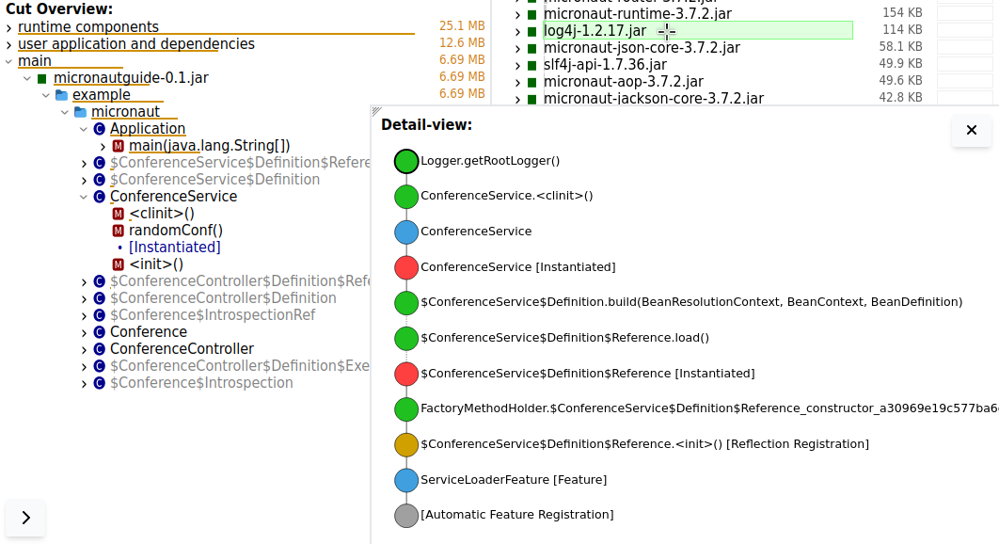 Cut Overview:
runtime components 25.1 MB
user application and dependencies 12.6 MB
main 6.69 MB
micronautguide-0.1.jar 6.69 MB
example 6.69 MB
micronaut
Application
main(java.lang.String[])
$ConferenceService$Definition$Refere
$ConferenceService$Definition
ConferenceService
<clinit>()
randomConf()
[Instantiated]
<init>()
$ConferenceController$Definition$Refe
$ConferenceController$Definition
$Conference$IntrospectionRef
Conference
ConferenceController
$ConferenceController$Definition$Exe
$Conference$Introspection
micronaut-router-3.7.2.jar
micronaut-runtime-3.7.2.jar 154 KB
log4j-1.2.17.jar 114 KB
micronaut-json-core-3.7.2.jar 58.1 KB
slf4j-api-1.7.36.jar 49.9 KB
micronaut-aop-3.7.2.jar 49.6 KB
micronaut-jackson-core-3.7.2.jar 42.8 KB
Detail-view:
Logger.getRootLogger()
ConferenceService.<clinit>()
ConferenceService
ConferenceService [Instantiated]
$ConferenceService$Definition.build(BeanResolutionContext, BeanContext, BeanDefinition)
$ConferenceService$Definition$Reference.load()
$ConferenceService$Definition$Reference [Instantiated]
FactoryMethodHolder.$ConferenceService$Definition$Reference_constructor_a30969e19c577ba6
$ConferenceService$Definition$Reference.<init>() [Reflection Registration]
ServiceLoaderFeature [Feature]
[Automatic Feature Registration]